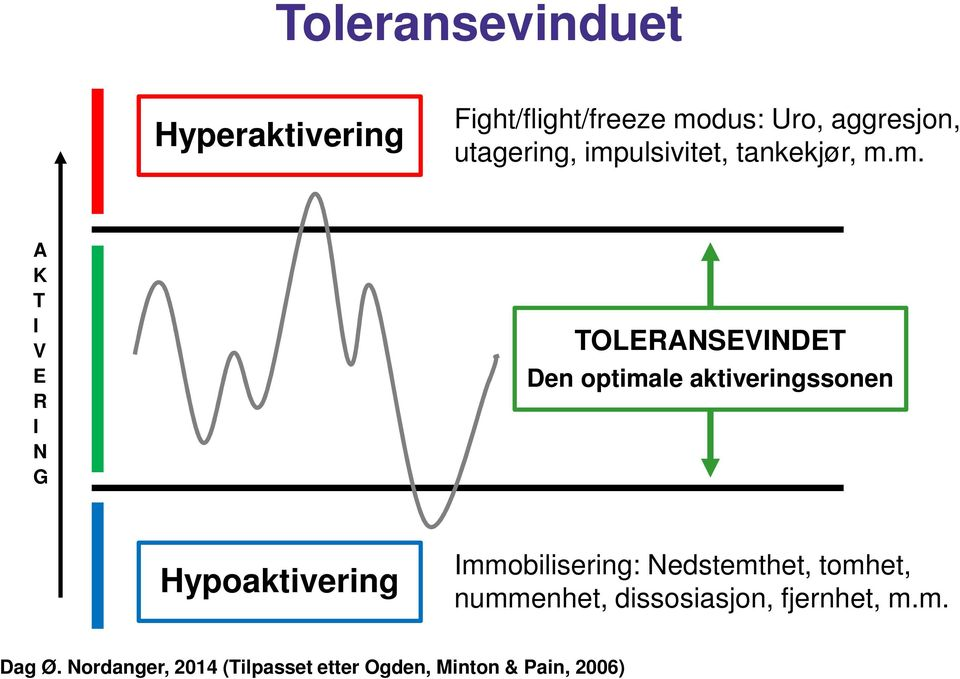 Toleransevinduet
Hyperaktivering
Fight/flight/freeze modus: Uro, aggresjon,
utagering, impulsivitet, tankekjør, m.m.
A
K
T
I
V
E
R
I
N
G
TOLERANSEVINDET
Den optimale aktiveringssonen
Hypoaktivering
Immobilisering: Nedstemthet, tomhet,
nummenhet, dissosiasjon, fjernhet, m.m.
Dag Ø. Nordanger, 2014 (Tilpasset etter Ogden, Minton & Pain, 2006)